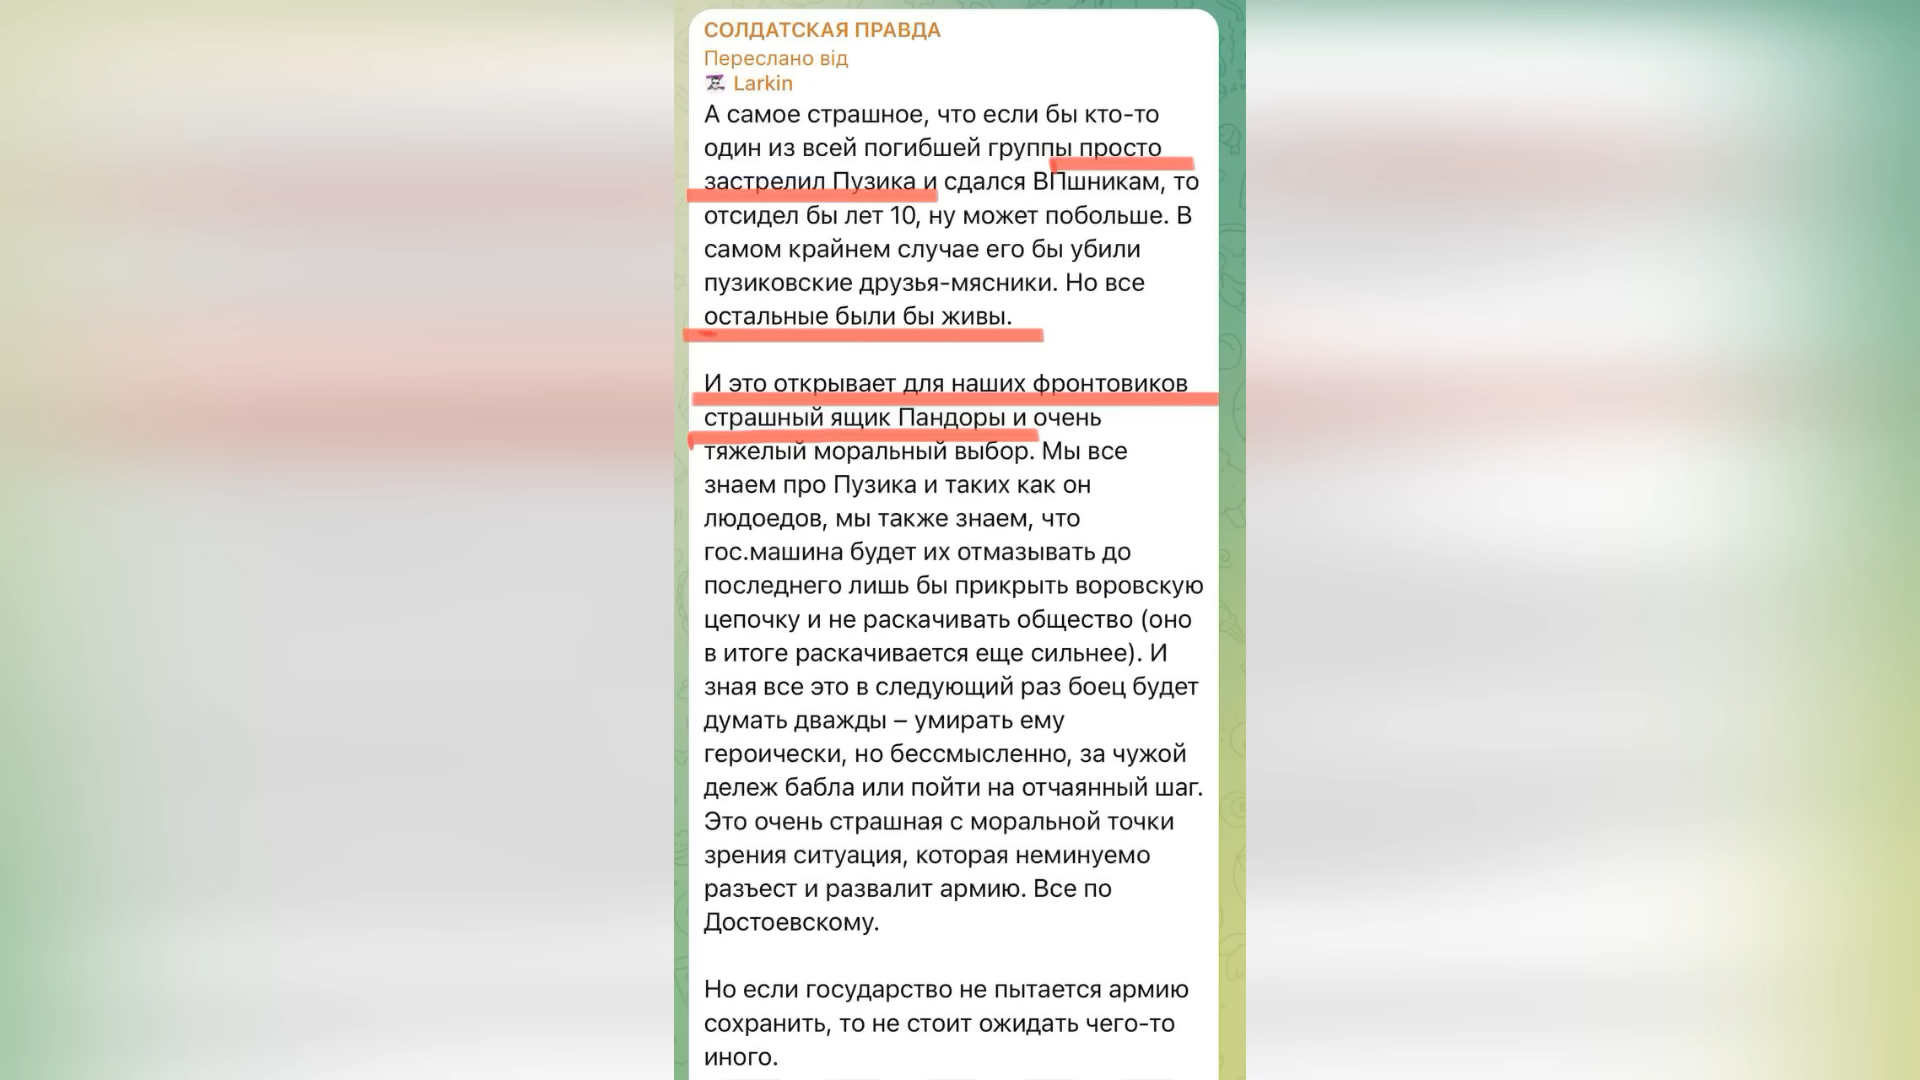 СОЛДАТСКАЯ ПРАВДА
Переслано від
Larkin
А самое страшное, что если бы кто-то
один из всей погибшей группы просто
застрелил Пузика и сдался ВПшникам, то
отсидел бы лет 10, ну может побольше. В
самом крайнем случае его бы убили
пузиковские друзья-мясники. Но все
остальные были бы живы.
И это открывает для наших фронтовиков
страшный ящик Пандоры и очень
тяжелый моральный выбор. Мы все
знаем про Пузика и таких как он
людоедов, мы также знаем, что
гос.машина будет их отмазывать до
последнего лишь бы прикрыть воровскую
цепочку и не раскачивать общество (оно
в итоге раскачивается еще сильнее). И
зная все это в следующий раз боец будет
думать дважды – умирать ему
героически, но бессмысленно, за чужой
дележ бабла или пойти на отчаянный шаг.
Это очень страшная с моральной точки
зрения ситуация, которая неминуемо
разъест и развалит армию. Все по
Достоевскому.
Но если государство не пытается армию
сохранить, то не стоит ожидать чего-то
иного.